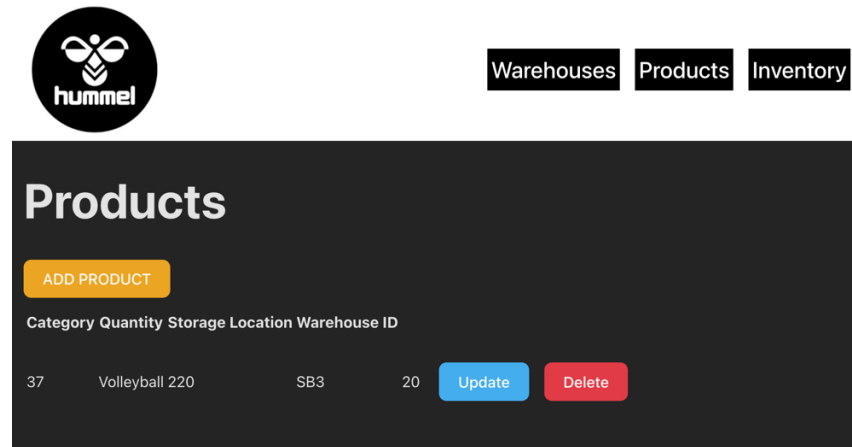 hummel
Warehouses Products Inventory
Products
ADD PRODUCT
Category Quantity Storage Location Warehouse ID
37 Volleyball 220 SB3 20 Update Delete